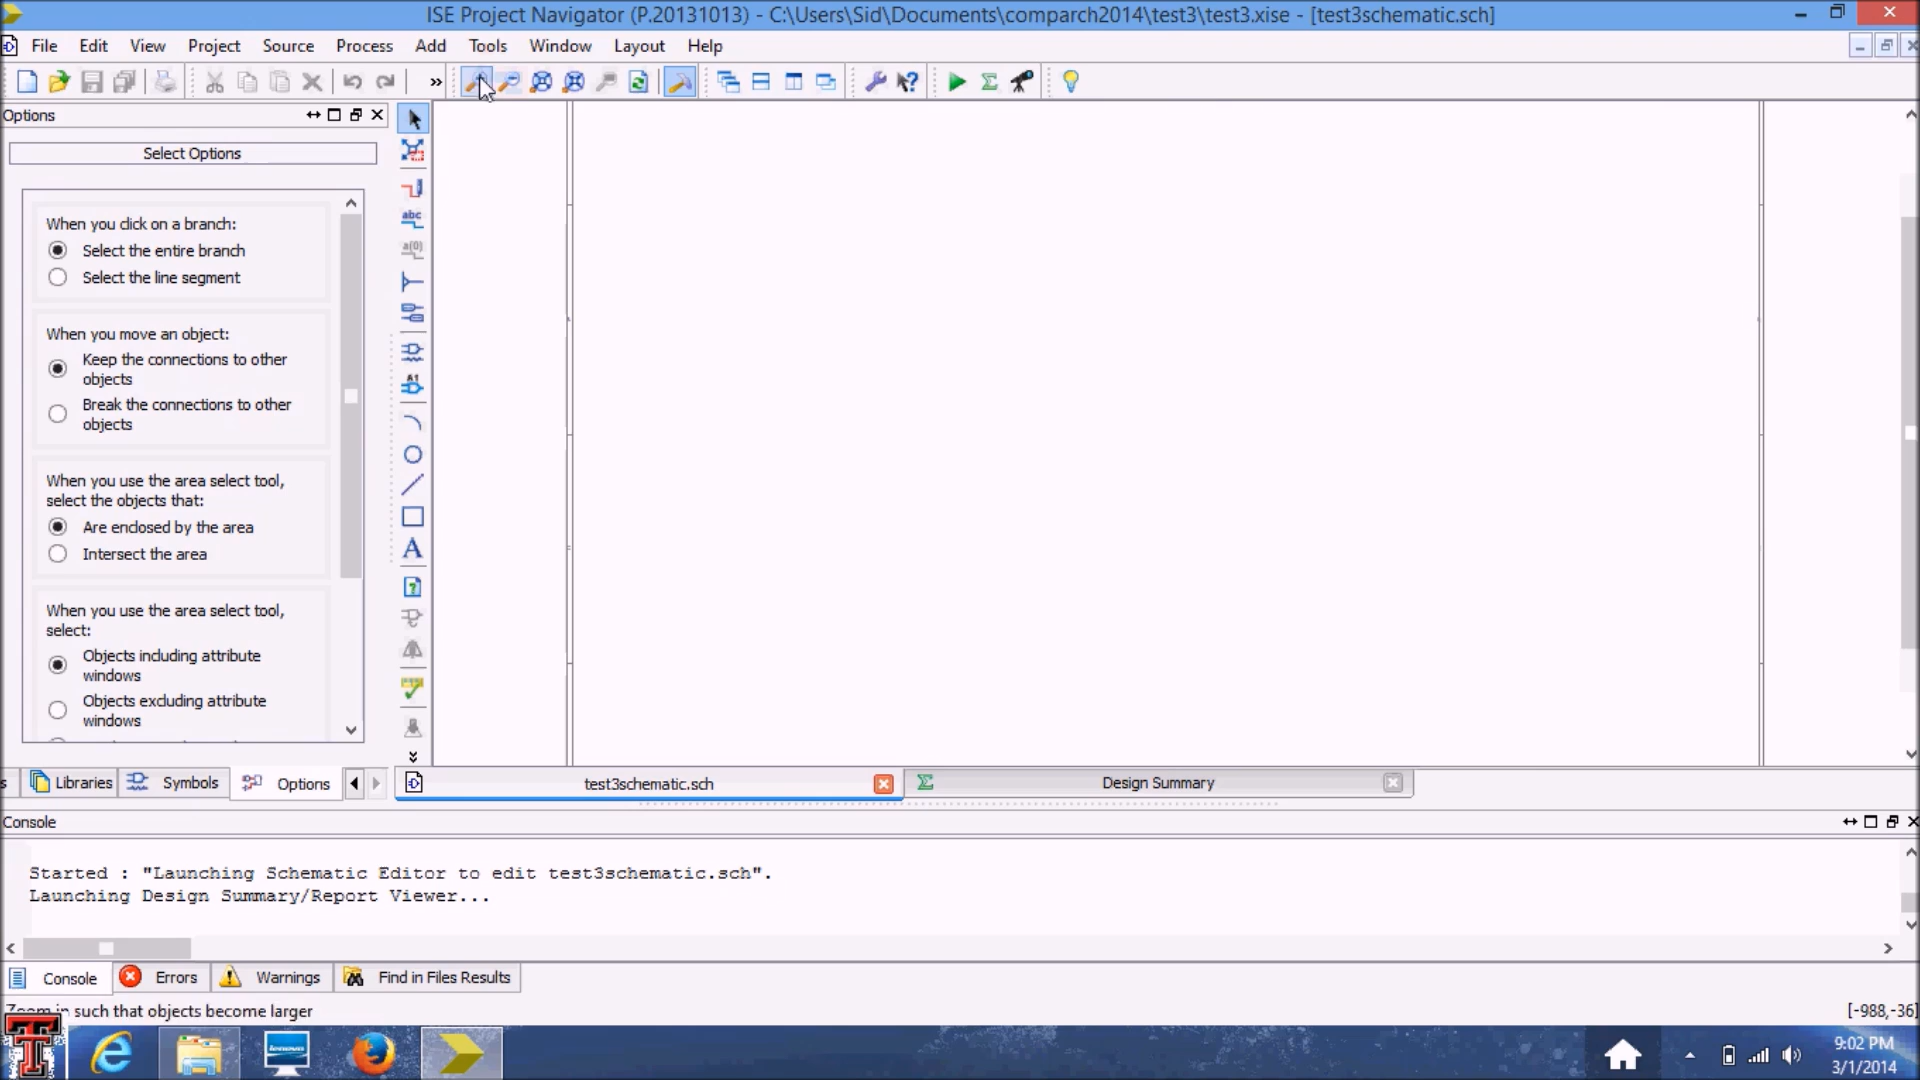 ISE Project Navigator (P.20131013) - C:\Users\Sid\Documents\comparch2014\test3\test3.xise - [test3schematic.sch]
File Edit View Project Source Process Add Tools Window Layout Help
»
Options
Select Options
When you click on a branch:
Select the entire branch
Select the line segment
When you move an object:
Keep the connections to other
objects
Break the connections to other
objects
When you use the area select tool,
select the objects that:
Are enclosed by the area
Intersect the area
When you use the area select tool,
select:
Objects including attribute
windows
Objects excluding attribute
windows
abc
a(0)
A1
A
Libraries Symbols Options
test3schematic.sch
Design Summary
Console
Started : "Launching Schematic Editor to edit test3schematic.sch".
Launching Design Summary/Report Viewer...
Console Errors Warnings Find in Files Results
Zoom in such that objects become larger
[-988,-36]
9:02 PM
3/1/2014